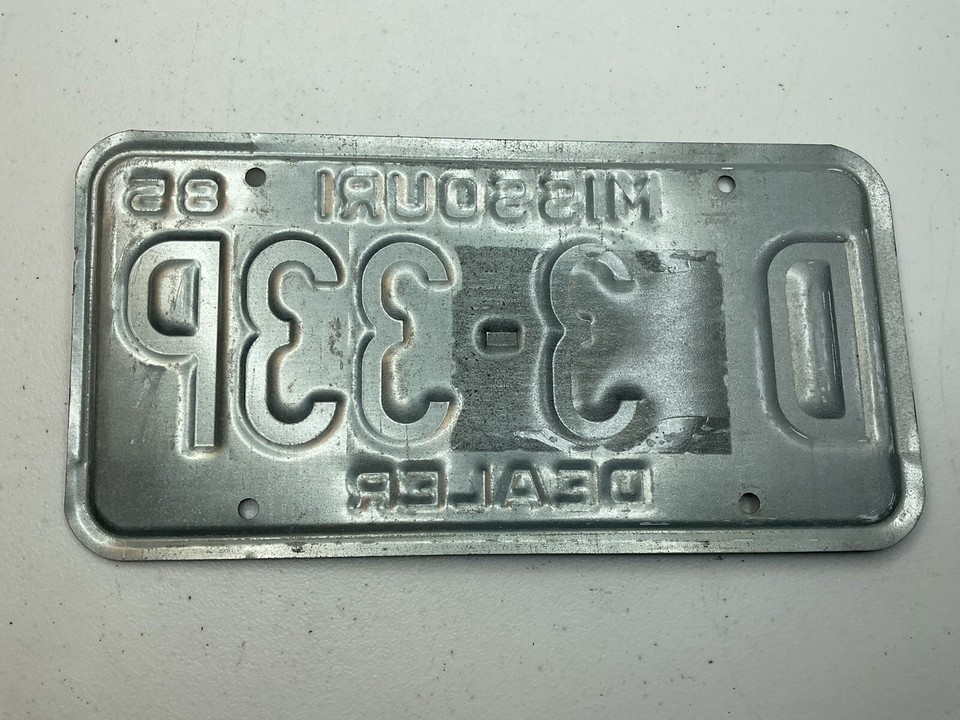 MISSOURI 85
D 3-33P
DEALER